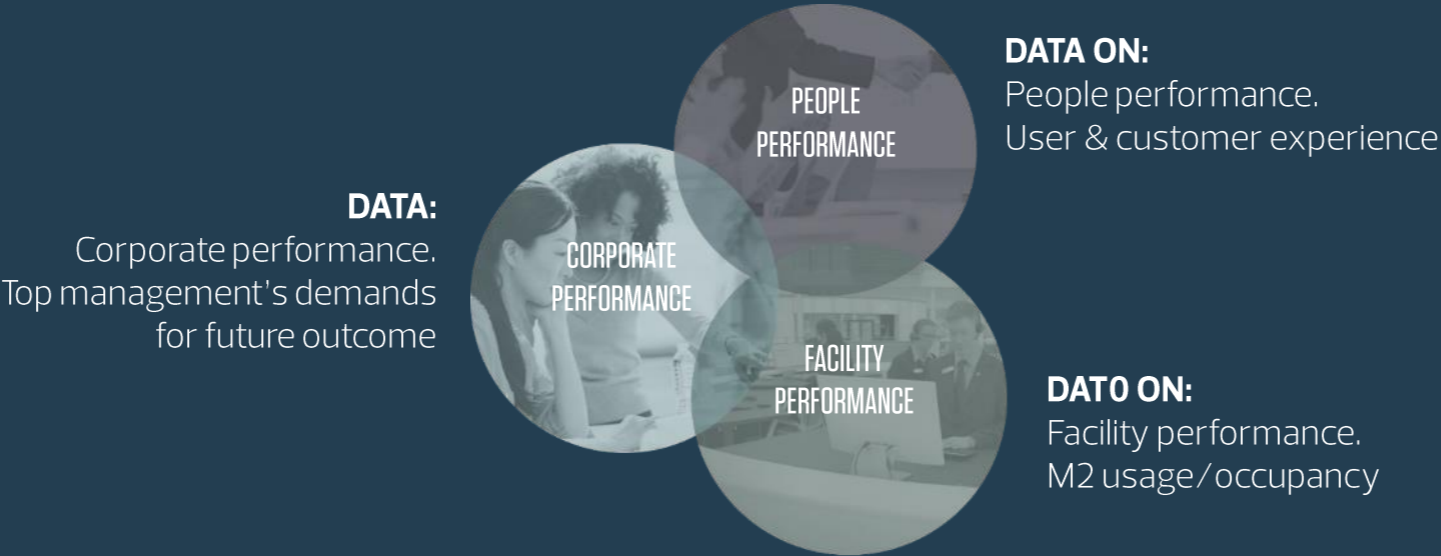 DATA ON:
People performance.
User & customer experience
PEOPLE
PERFORMANCE
DATA:
Corporate performance.
Top management's demands
for future outcome
CORPORATE
PERFORMANCE
FACILITY
PERFORMANCE
DAT0 ON:
Facility performance.
M2 usage/occupancy